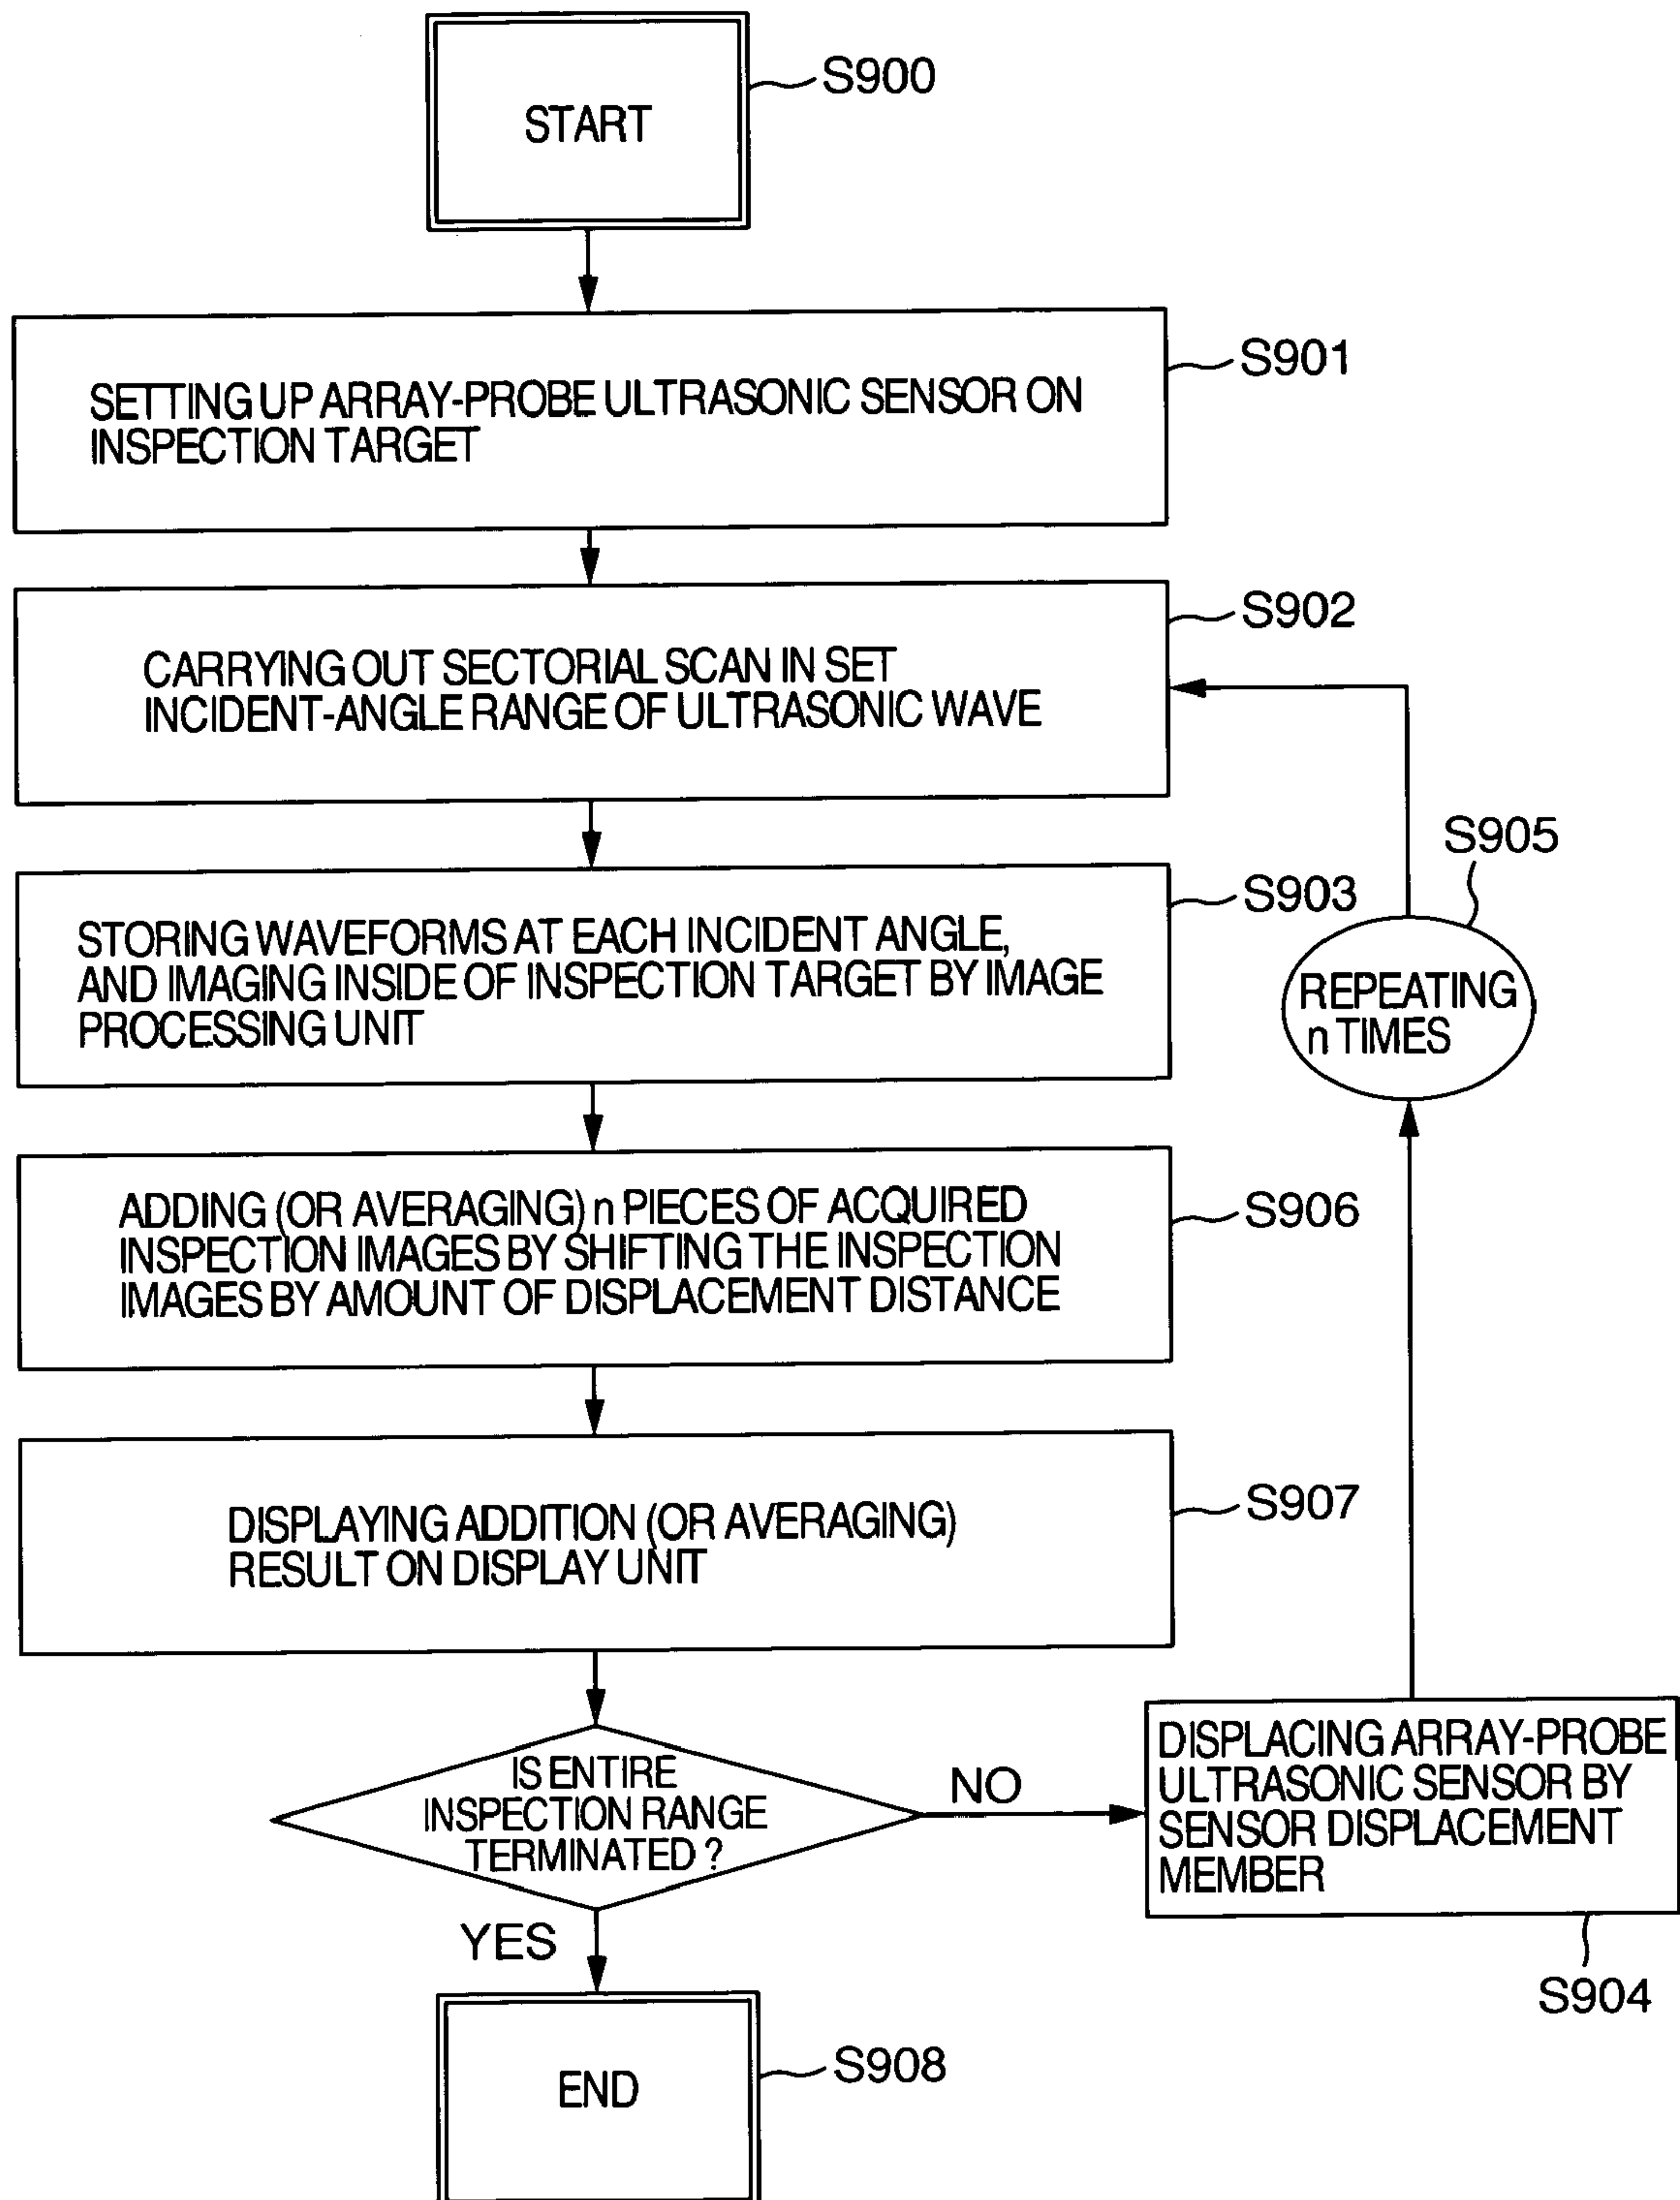 START
S900
SETTING UP ARRAY-PROBE ULTRASONIC SENSOR ON
INSPECTION TARGET
S901
CARRYING OUT SECTORIAL SCAN IN SET
INCIDENT-ANGLE RANGE OF ULTRASONIC WAVE
S902
STORING WAVEFORMS AT EACH INCIDENT ANGLE,
AND IMAGING INSIDE OF INSPECTION TARGET BY IMAGE
PROCESSING UNIT
S903
S905
REPEATING
n TIMES
ADDING (OR AVERAGING) n PIECES OF ACQUIRED
INSPECTION IMAGES BY SHIFTING THE INSPECTION
IMAGES BY AMOUNT OF DISPLACEMENT DISTANCE
S906
DISPLAYING ADDITION (OR AVERAGING)
RESULT ON DISPLAY UNIT
S907
IS ENTIRE
INSPECTION RANGE
TERMINATED ?
NO
DISPLACING ARRAY-PROBE
ULTRASONIC SENSOR BY
SENSOR DISPLACEMENT
MEMBER
S904
YES
END
S908